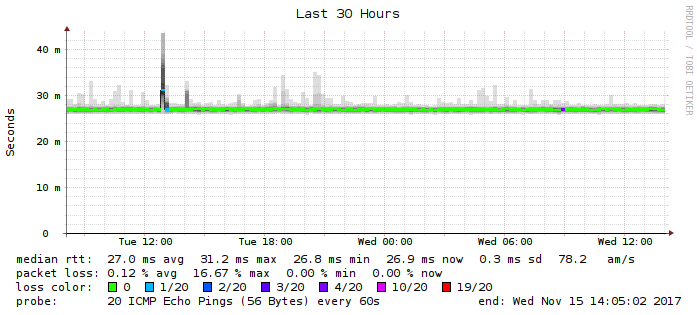 Last 30 Hours
RRDTOOL / TOBI OETIKER
Seconds
40 m
30 m
20 m
10 m
0
Tue 12:00 Tue 18:00 Wed 00:00 Wed 06:00 Wed 12:00
median rtt: 27.0 ms avg 31.2 ms max 26.8 ms min 26.9 ms now 0.3 ms sd 78.2 am/s
packet loss: 0.12 % avg 16.67 % max 0.00 % min 0.00 % now
loss color: 0 1/20 2/20 3/20 4/20 10/20 19/20
probe: 20 ICMP Echo Pings (56 Bytes) every 60s end: Wed Nov 15 14:05:02 2017